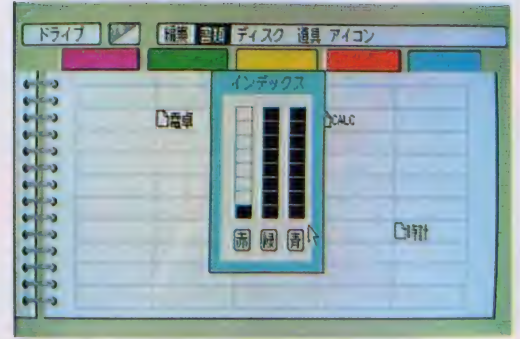 ドライブ 編集 書類 ディスク 道具 アイコン
インデックス
電卓 CALC
赤 緑 青
時計